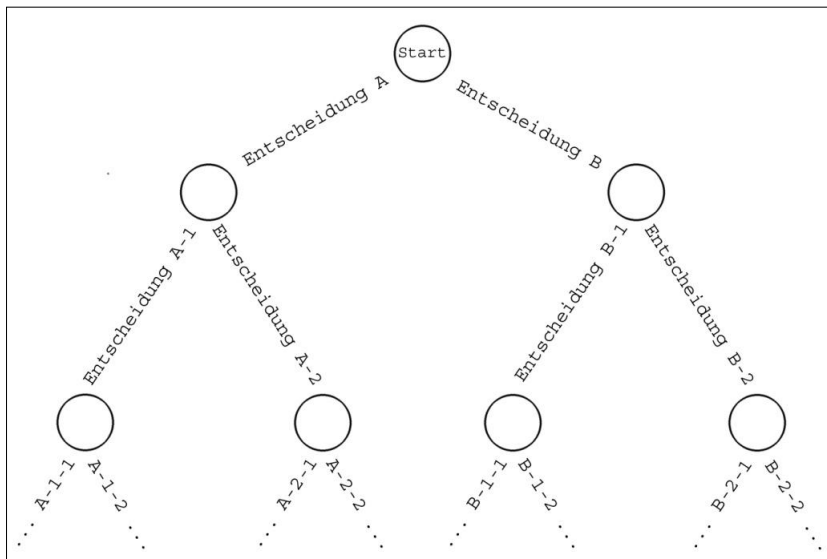 Start
Entscheidung A
Entscheidung B
Entscheidung A-1
Entscheidung A-2
Entscheidung B-1
Entscheidung B-2
... A-1-1
A-1-2 ...
... A-2-1
A-2-2 ...
... B-1-1
B-1-2 ...
... B-2-1
B-2-2 ...